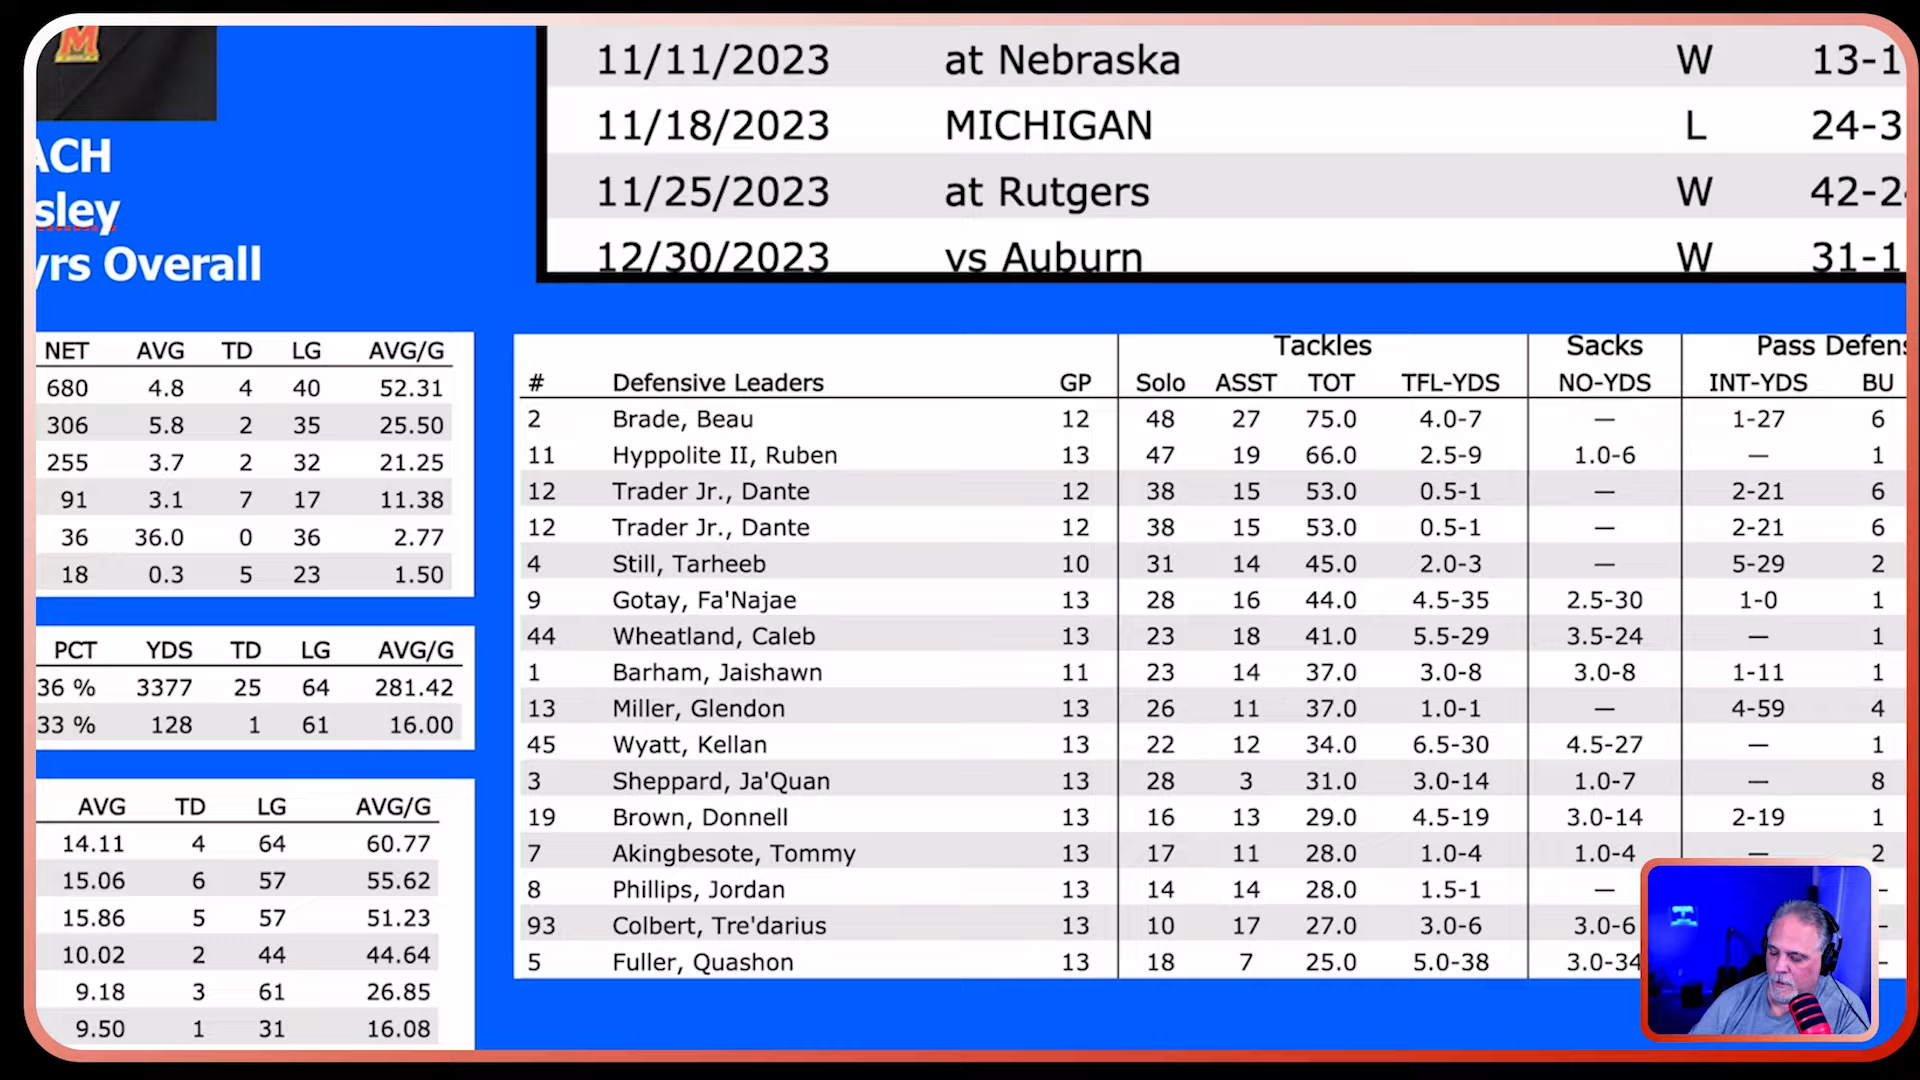 M
ACH
sley
yrs Overall
11/11/2023 at Nebraska W 13-1
11/18/2023 MICHIGAN L 24-3
11/25/2023 at Rutgers W 42-2
12/30/2023 vs Auburn W 31-1
NET AVG TD LG AVG/G
680 4.8 4 40 52.31
306 5.8 2 35 25.50
255 3.7 2 32 21.25
91 3.1 7 17 11.38
36 36.0 0 36 2.77
18 0.3 5 23 1.50
PCT YDS TD LG AVG/G
36 % 3377 25 64 281.42
33 % 128 1 61 16.00
AVG TD LG AVG/G
14.11 4 64 60.77
15.06 6 57 55.62
15.86 5 57 51.23
10.02 2 44 44.64
9.18 3 61 26.85
9.50 1 31 16.08
Tackles Sacks Pass Defens
# Defensive Leaders GP Solo ASST TOT TFL-YDS NO-YDS INT-YDS BU
2 Brade, Beau 12 48 27 75.0 4.0-7 — 1-27 6
11 Hyppolite II, Ruben 13 47 19 66.0 2.5-9 1.0-6 — 1
12 Trader Jr., Dante 12 38 15 53.0 0.5-1 — 2-21 6
12 Trader Jr., Dante 12 38 15 53.0 0.5-1 — 2-21 6
4 Still, Tarheeb 10 31 14 45.0 2.0-3 — 5-29 2
9 Gotay, Fa'Najae 13 28 16 44.0 4.5-35 2.5-30 1-0 1
44 Wheatland, Caleb 13 23 18 41.0 5.5-29 3.5-24 — 1
1 Barham, Jaishawn 11 23 14 37.0 3.0-8 3.0-8 1-11 1
13 Miller, Glendon 13 26 11 37.0 1.0-1 — 4-59 4
45 Wyatt, Kellan 13 22 12 34.0 6.5-30 4.5-27 — 1
3 Sheppard, Ja'Quan 13 28 3 31.0 3.0-14 1.0-7 — 8
19 Brown, Donnell 13 16 13 29.0 4.5-19 3.0-14 2-19 1
7 Akingbesote, Tommy 13 17 11 28.0 1.0-4 1.0-4 — 2
8 Phillips, Jordan 13 14 14 28.0 1.5-1 — –
93 Colbert, Tre'darius 13 10 17 27.0 3.0-6 3.0-6 –
5 Fuller, Quashon 13 18 7 25.0 5.0-38 3.0-34 –